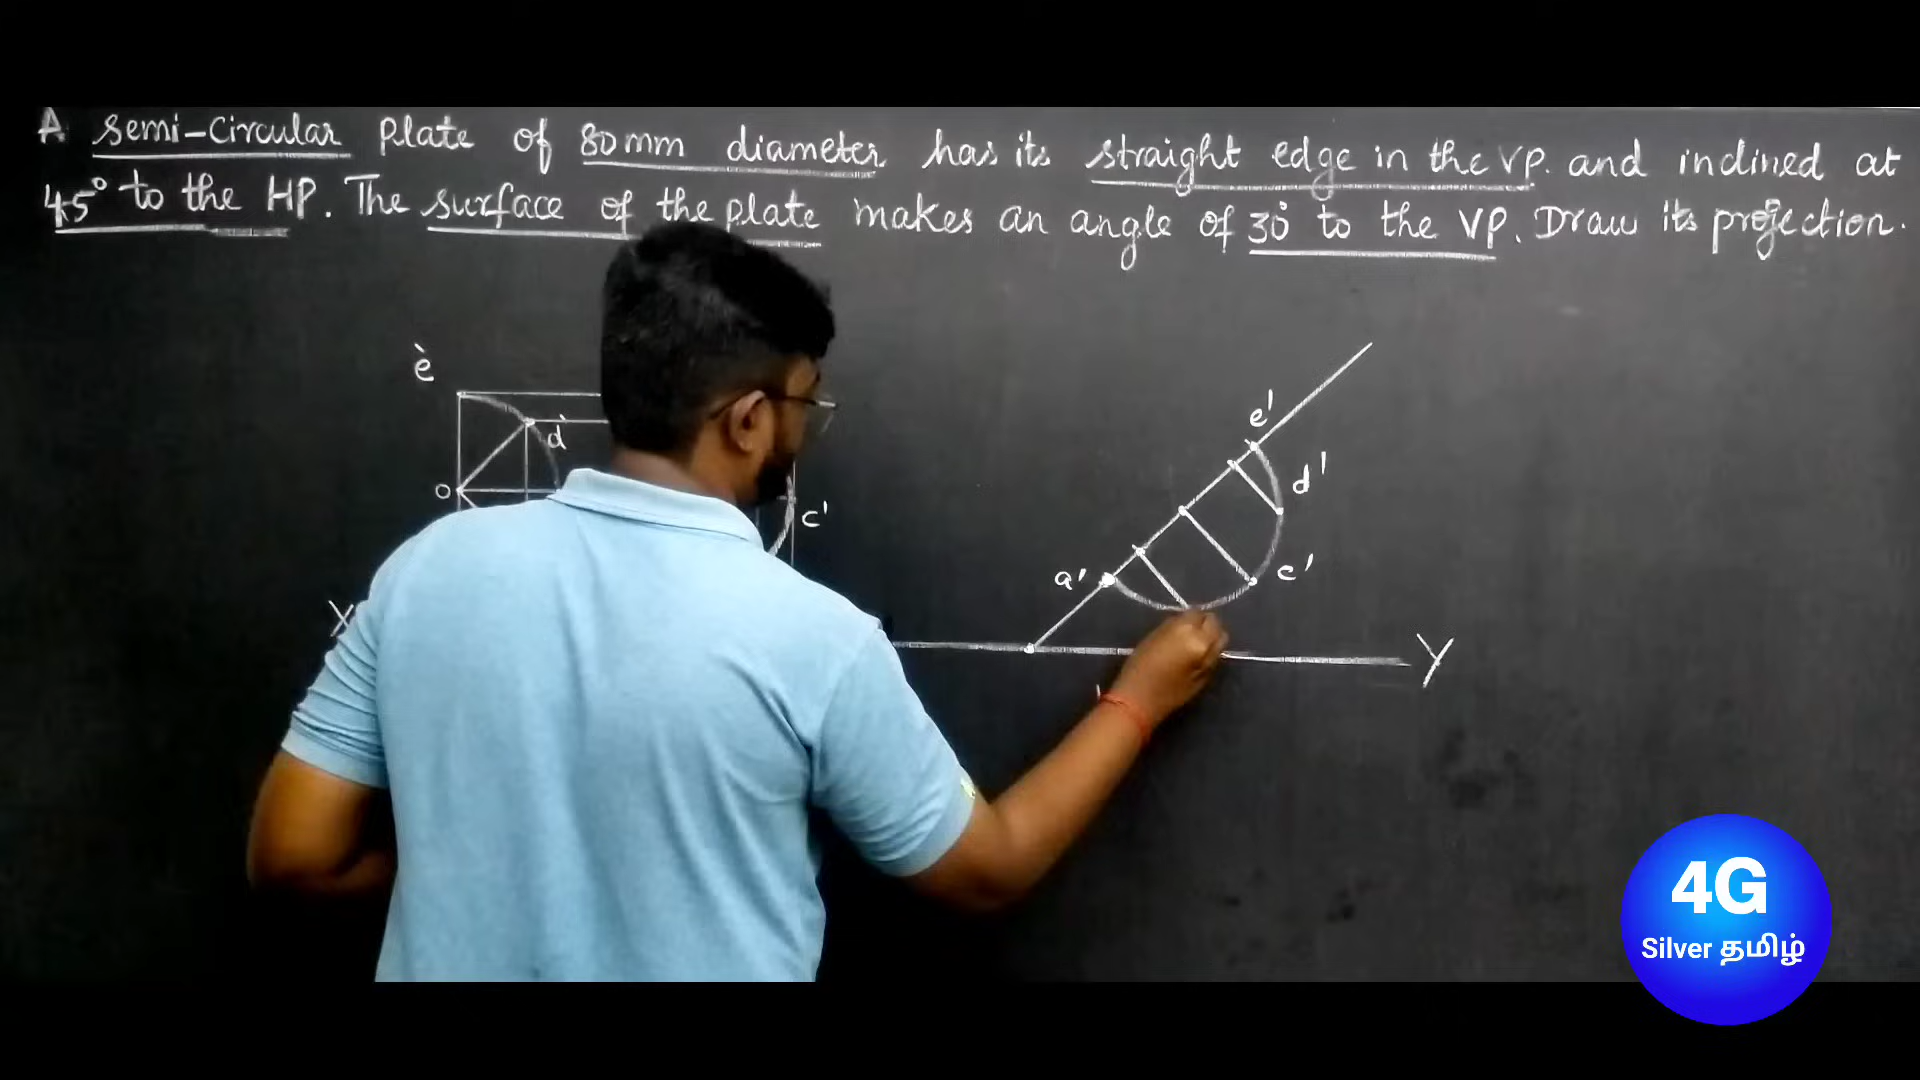 A semi-Circular Plate of 80mm diameter has its straight edge in the VP. and inclined at
45° to the HP. The surface of the plate makes an angle of 30° to the VP. Draw its projection.
e'
d'
o
c'
X
e'
d'
c'
a'
Y
4G
Silver தமிழ்